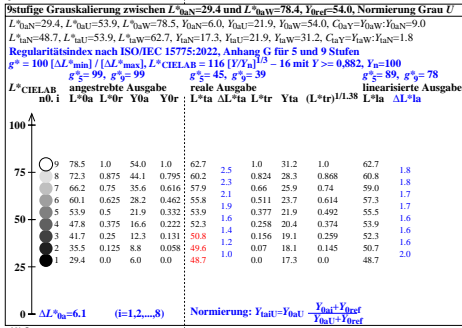 9stufige Grauskalierung zwischen L*0aN=29.4 und L*0aW=78.4, Y0ref=54.0, Normierung Grau U
L*0aN=29.4, L*0aU=53.9, L*0aW=78.5, Y0aN=6.0, Y0aU=21.9, Y0aW=54.0, C0aY=Y0aW:Y0aN=9.0
L*taN=48.7, L*taU=53.9, L*taW=62.7, YtaN=17.3, YtaU=21.9, YtaW=31.2, CtaY=YtaW:YtaN=1.8
Regularitätsindex nach ISO/IEC 15775:2022, Anhang G für 5 und 9 Stufen
g* = 100 [ΔL*min] / [ΔL*max], L*CIELAB = 116 [Y/Yn]1/3 – 16 mit Y >= 0,882, Yn=100
g*5= 99, g*9= 99 g*5= 45, g*9= 39 g*5= 89, g*9= 78
L*CIELAB angestrebte Ausgabe reale Ausgabe linearisierte Ausgabe
n0. i L*0a L*0r Y0a Y0r L*ta ΔL*ta L*tr Yta (L*tr)1/1.38 L*la ΔL*la
100
9 78.5 1.0 54.0 1.0 62.7 1.0 31.2 1.0 62.7
2.5 1.8
8 72.3 0.875 44.1 0.795 60.2 0.824 28.3 0.868 60.8
2.3 1.8
75
7 66.2 0.75 35.6 0.616 57.9 0.66 25.9 0.74 59.0
2.1 1.7
6 60.1 0.625 28.2 0.462 55.8 0.511 23.7 0.614 57.3
1.9 1.7
5 53.9 0.5 21.9 0.332 53.9 0.377 21.9 0.492 55.5
1.6 1.6
50
4 47.8 0.375 16.6 0.222 52.3 0.258 20.4 0.374 53.9
1.4 1.6
3 41.7 0.25 12.3 0.131 50.8 0.156 19.1 0.259 52.3
1.2 1.6
2 35.5 0.125 8.8 0.058 49.6 0.07 18.1 0.145 50.7
1.0 2.0
1 29.4 0.0 6.0 0.0 48.7 0.0 17.3 0.0 48.7
25
0
ΔL*0a=6.1 (i=1,2,...,8) Normierung: YtaiU=Y0aU Y0ai+Y0ref
Y0aU+Y0ref